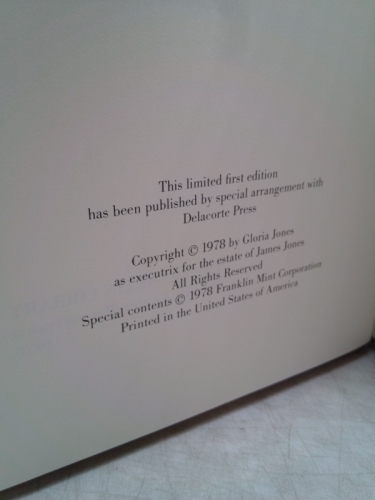 This limited first edition
has been published by special arrangement with
Delacorte Press
Copyright © 1978 by Gloria Jones
as executrix for the estate of James Jones
All Rights Reserved
Special contents © 1978 Franklin Mint Corporation
Printed in the United States of America